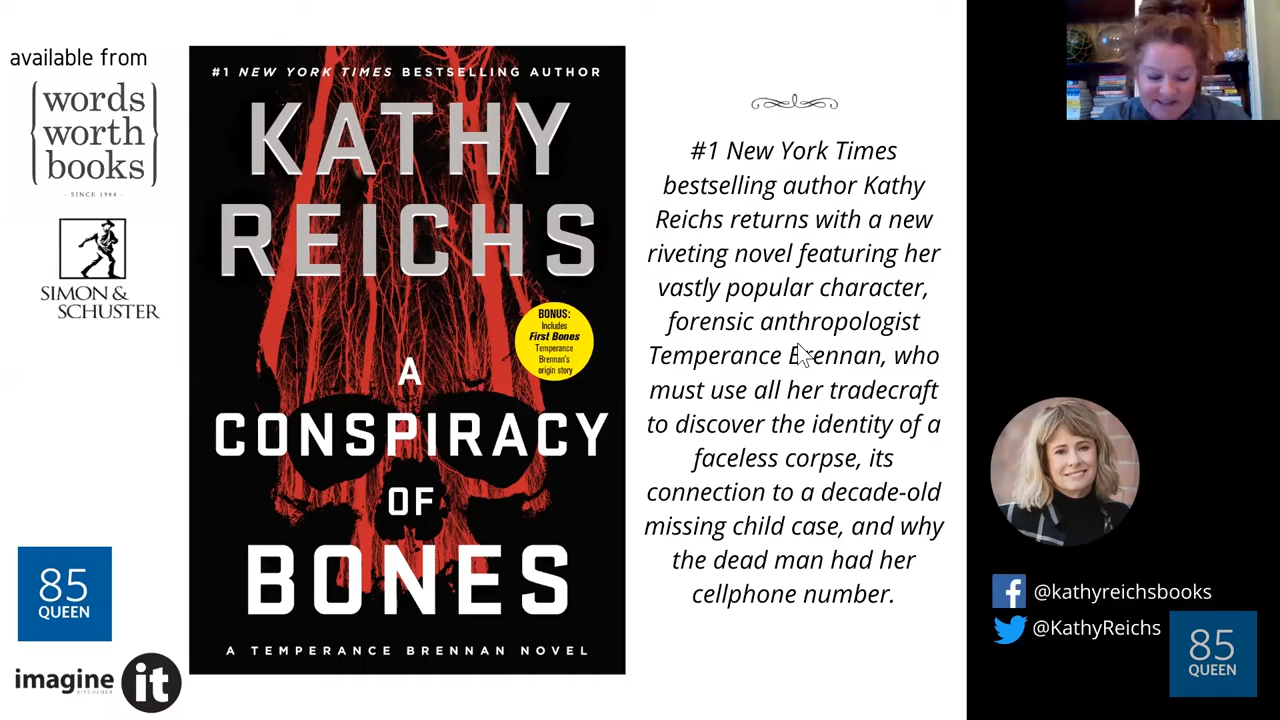 available from
words
worth
books
- SINCE 1984 -
SIMON &
SCHUSTER
85
QUEEN
imagine
KITCHENER
it
#1 NEW YORK TIMES BESTSELLING AUTHOR
KATHY
REICHS
BONUS:
Includes
First Bones
Temperance
Brennan's
origin story
A
CONSPIRACY
OF
BONES
A TEMPERANCE BRENNAN NOVEL
#1 New York Times
bestselling author Kathy
Reichs returns with a new
riveting novel featuring her
vastly popular character,
forensic anthropologist
Temperance Brennan, who
must use all her tradecraft
to discover the identity of a
faceless corpse, its
connection to a decade-old
missing child case, and why
the dead man had her
cellphone number.
@kathyreichsbooks
@KathyReichs
85
QUEEN